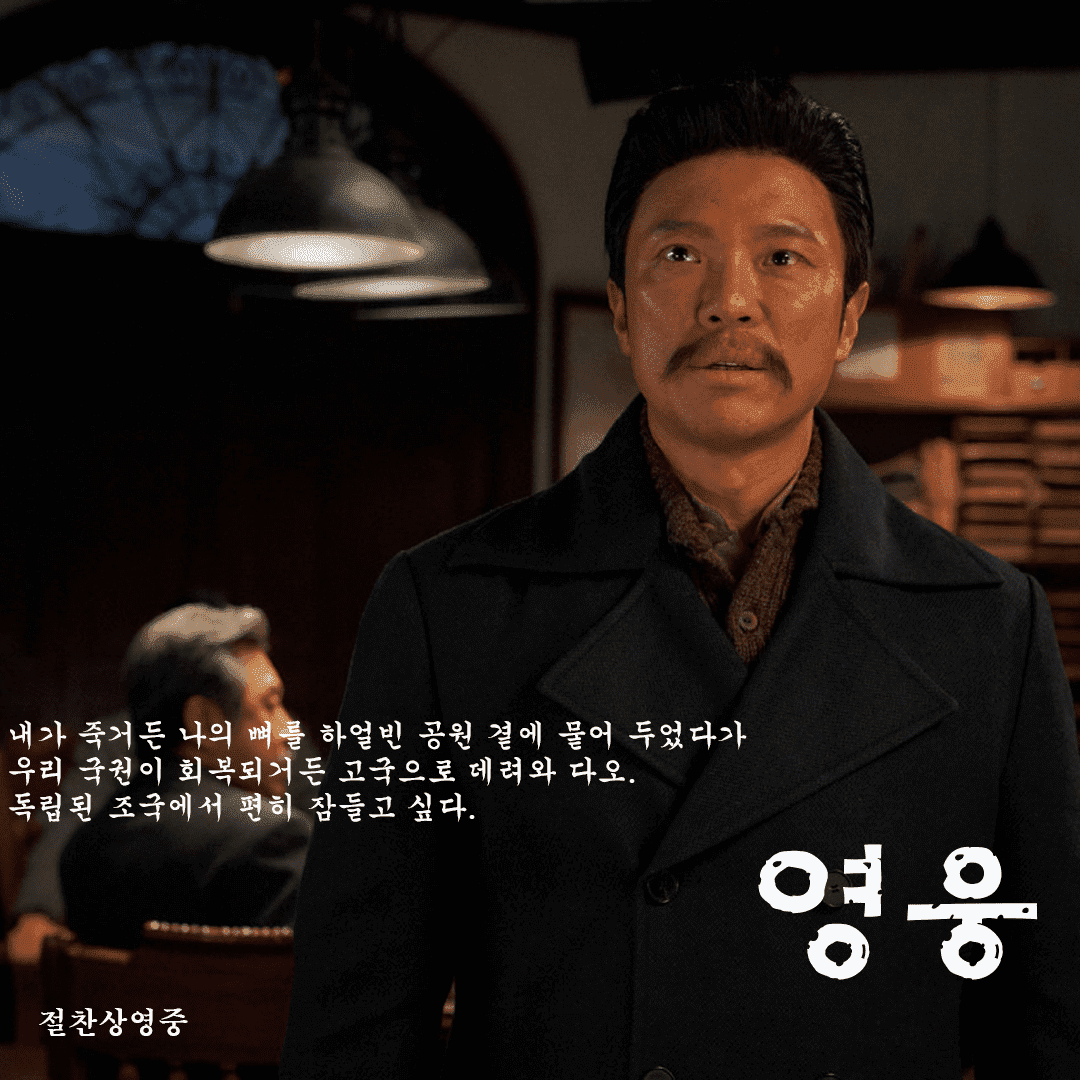 내가 죽거든 나의 뼈를 하얼빈 공원 곁에 물어 두었다가
우리 국권이 회복되거든 고국으로 데려와 다오.
독립된 조국에서 편히 잠들고 싶다.
영웅
절찬상영중